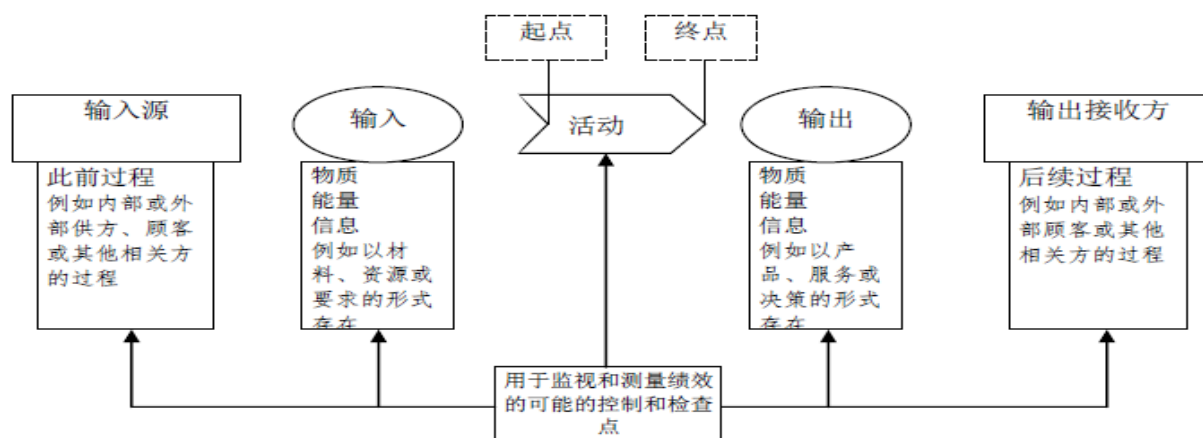 起点
终点
输入源
输入
活动
输出
输出接收方
此前过程
例如内部或外
部供方、顾客
或其他相关方
的过程
物质
能量
信息
例如以材
料、资源或
要求的形式
存在
物质
能量
信息
例如以产
品、服务或
决策的形式
存在
后续过程
例如内部或外
部顾客或其他
相关方的过程
用于监视和测量绩效
的可能的控制和检查
点